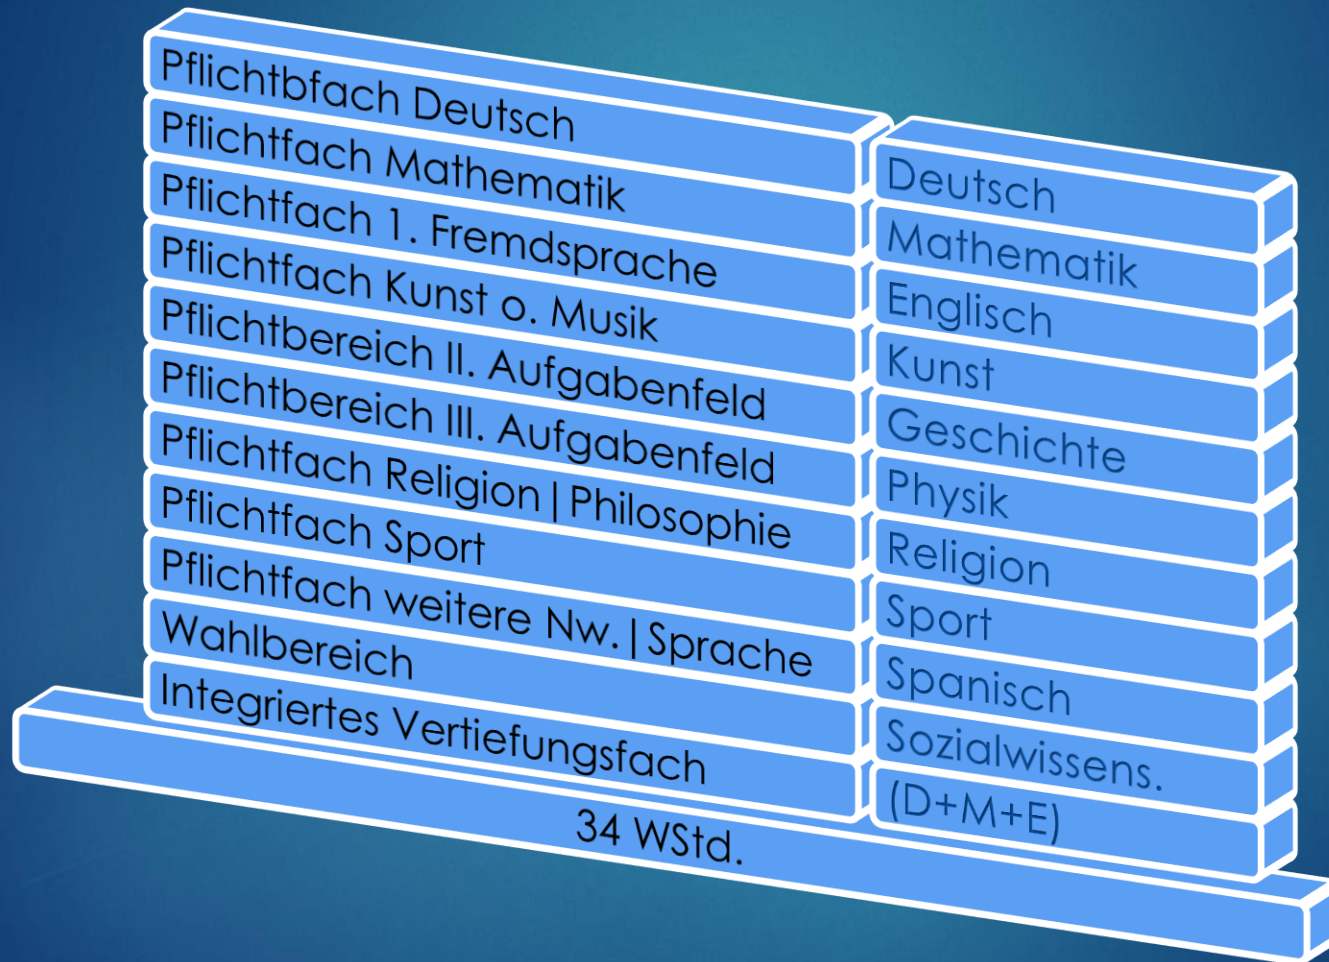 Pflichtbfach Deutsch
Pflichtfach Mathematik
Pflichtfach 1. Fremdsprache
Pflichtfach Kunst o. Musik
Pflichtbereich II. Aufgabenfeld
Pflichtbereich III. Aufgabenfeld
Pflichtfach Religion|Philosophie
Pflichtfach Sport
Pflichtfach weitere Nw.|Sprache
Wahlbereich
Integriertes Vertiefungsfach
Deutsch
Mathematik
Englisch
Kunst
Geschichte
Physik
Religion
Sport
Spanisch
Sozialwissens.
(D+M+E)
34 WStd.